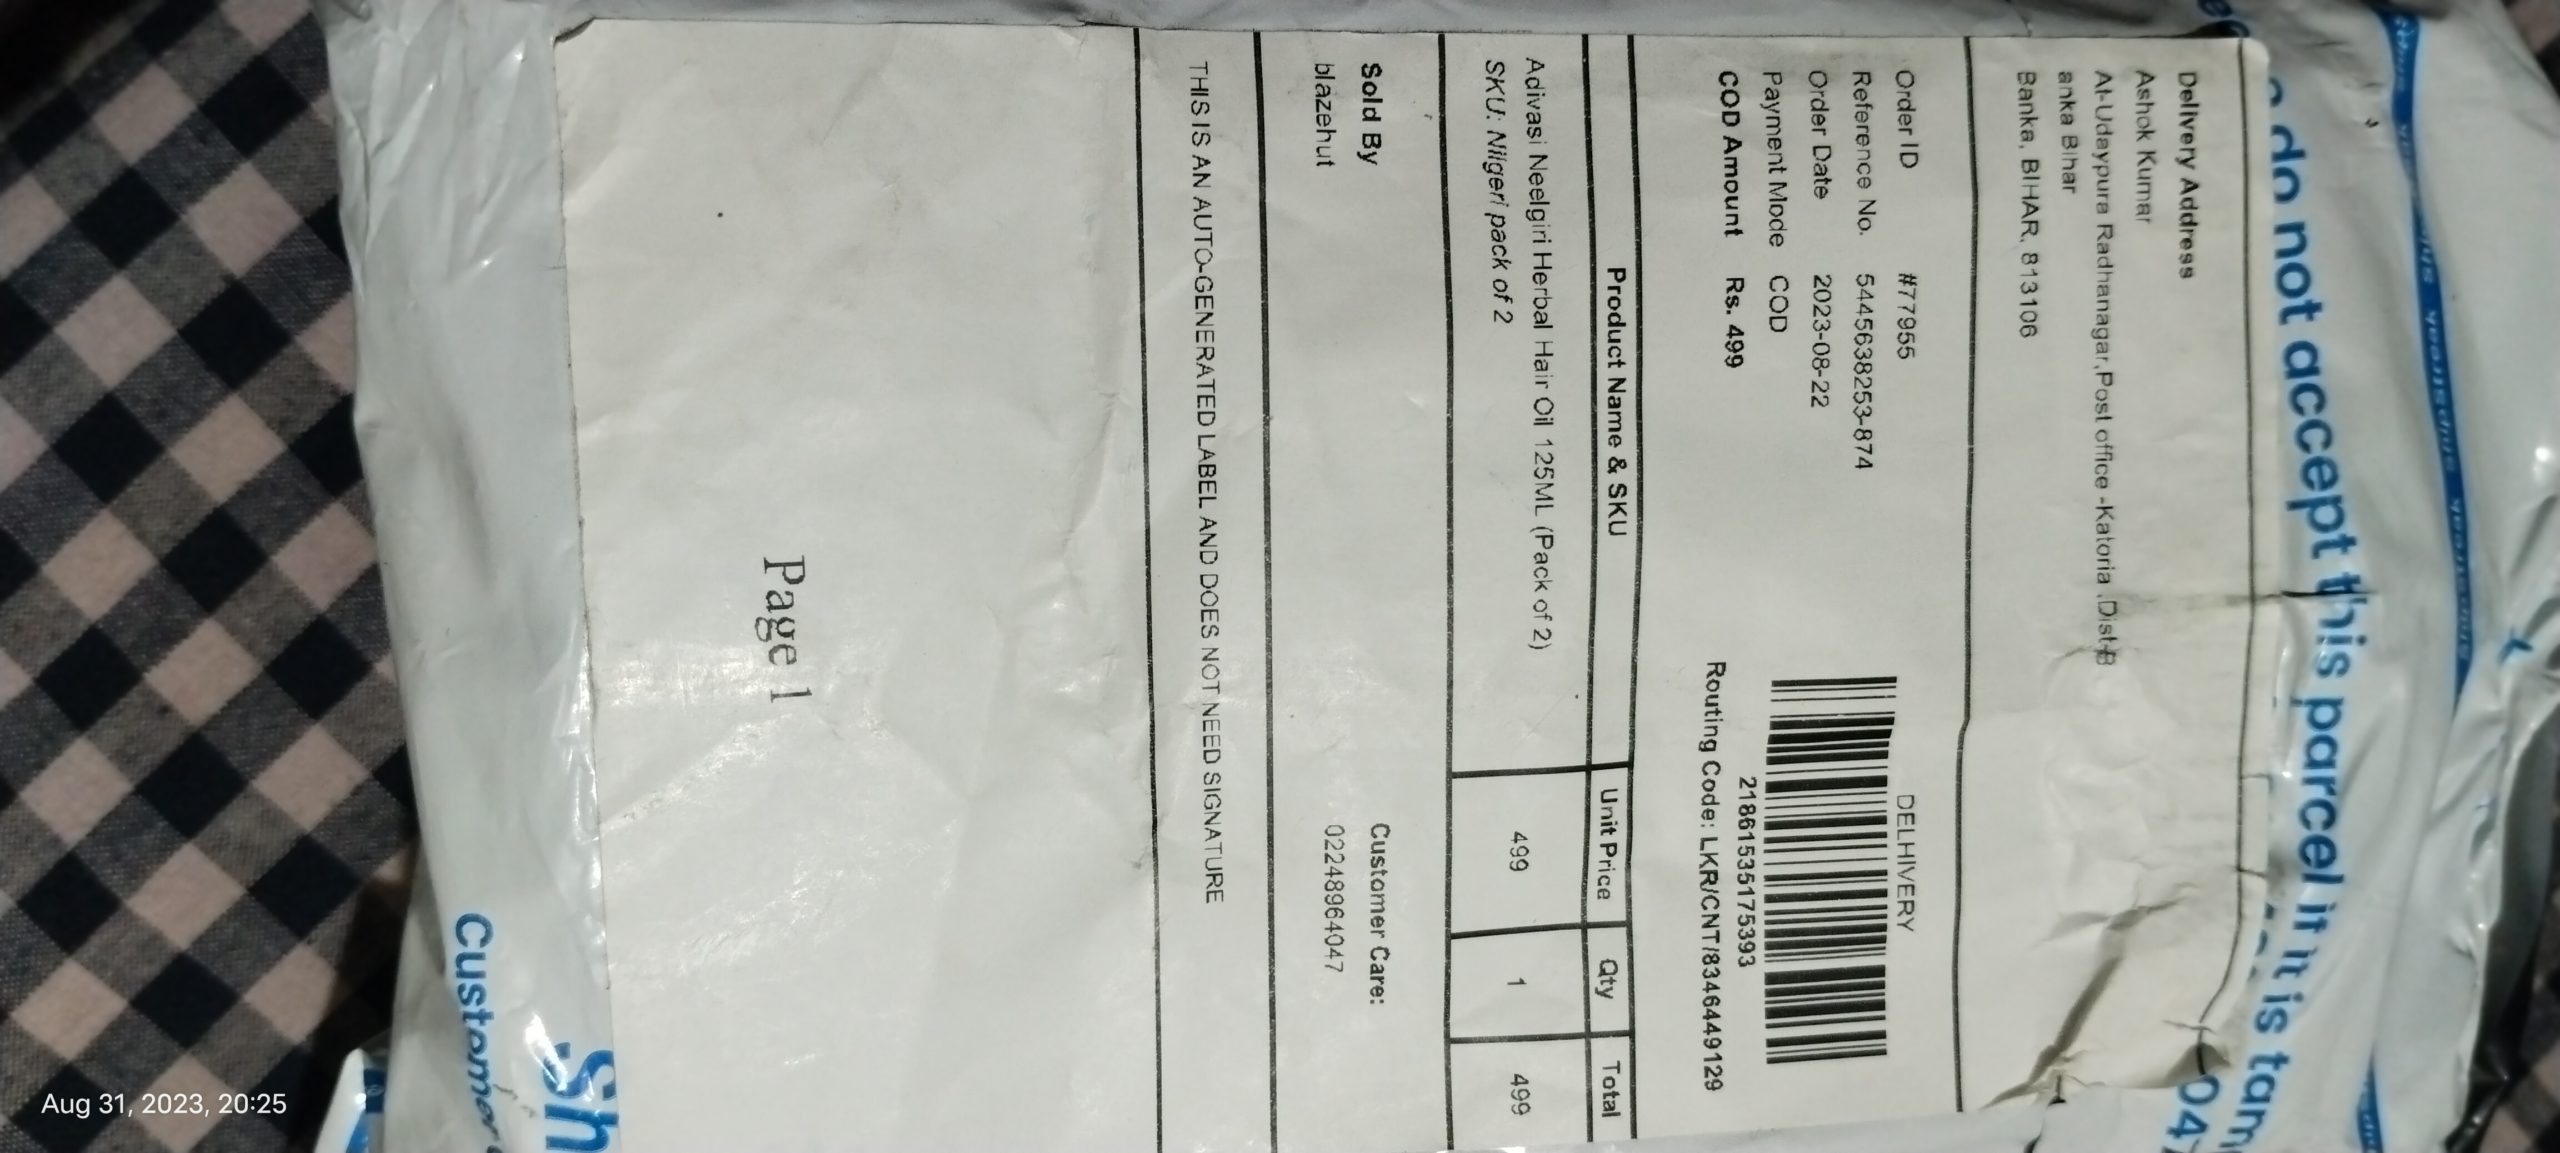 do not accept this parcel if it is tam
Delivery Address
Ashok Kumar
At-Udaypura Radhanagar,Post office -Katoria ,Dist-B
anka Bihar
Banka, BIHAR, 813106
Order ID #77955
Reference No. 5445638253-874
Order Date 2023-08-22
Payment Mode COD
COD Amount Rs. 499
DELHIVERY
21861535175393
Routing Code: LKR/CNT/8346449129
Product Name & SKU Unit Price Qty Total
Adivasi Neelgiri Herbal Hair Oil 125ML (Pack of 2) 499 1 499
SKU: Nilgeri pack of 2
Sold By Customer Care:
blazehut 02248964047
THIS IS AN AUTO-GENERATED LABEL AND DOES NOT NEED SIGNATURE
Page 1
Sh
Customer
Aug 31, 2023, 20:25